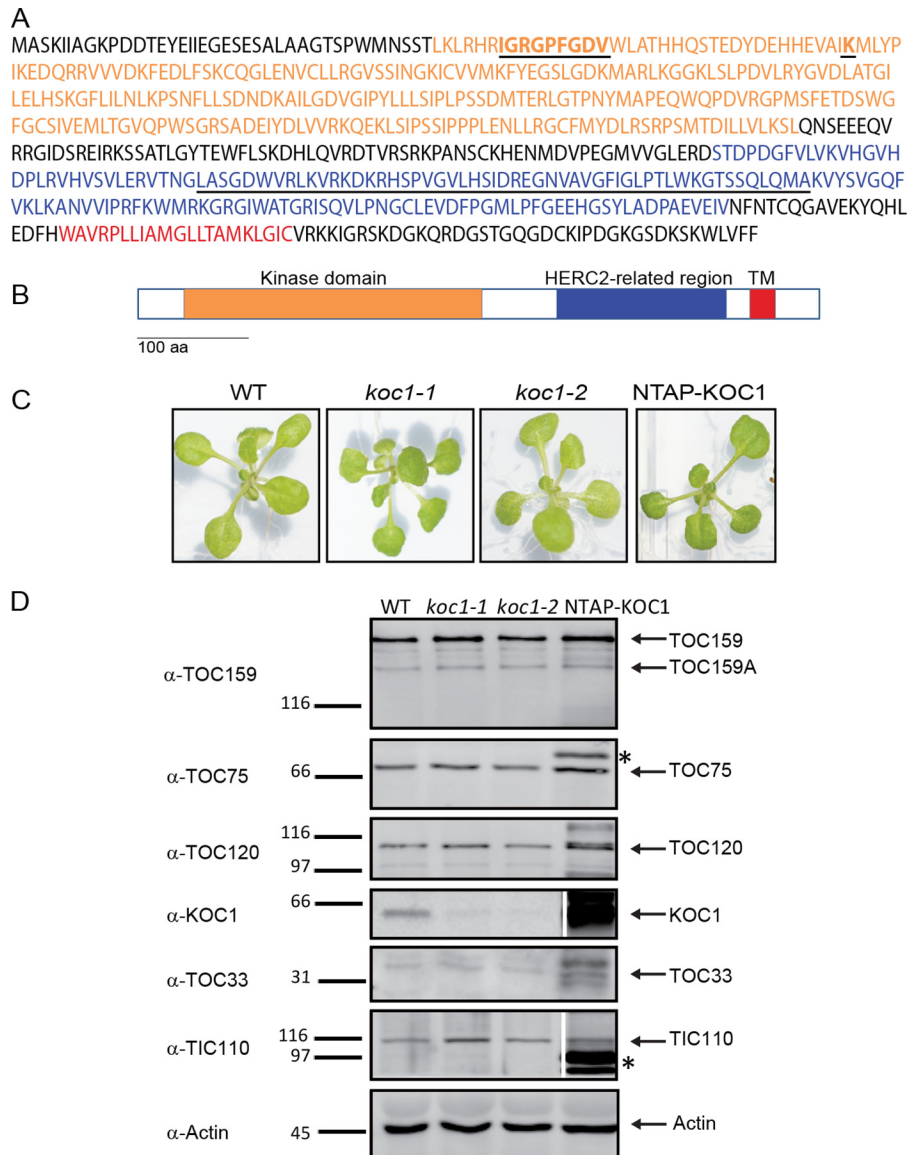 A
MASKIIAGKPDDTEYEIIEGESESALAAGTSPWMNSSTLKLRHRIGRGPFGDVWLATHHQSTEDYDEHHEVAIKMLYP
IKEDQRRVVVDKFEDLFSKCQGLENVCLLRGVSSINGKICVVMKFYEGSLGDKMARLKGGKLSLPDVLRYGVDLATGI
LELHSKGFLILNLKPSNFLLSDNDKAILGDVGIPYLLLSIPLPSSDMTERLGTPNYMAPEQWQPDVRGPMSFETDSWG
FGCSIVEMLTGVQPWSGRSADEIYDLVVRKQEKLSIPSSIPPPLENLLRGCFMYDLRSRPSMTDILLVLKSLQNSEEEQV
RRGIDSREIRKSSATLGYTEWFLSKDHLQVRDTVRSRKPANSCKHENMDVPEGMVVGLERDSTDPDGFVLVKVHGVH
DPLRVHVSVLERVTNGLASGDWVRLKVRKDKRHSPVGVLHSIDREGNVAVGFIGLPTLWKGTSSQLQMAKVYSVGQF
VKLKANVVIPRFKWMRKGRGIWATGRISQVLPNGCLEVDFPGMLPFGEEHGSYLADPAEVEIVNFNTCQGAVEKYQHL
EDFHWAVRPLLIAMGLLTAMKLGICVRKKIGRSKDGKQRDGSTGQGDCKIPDGKGSDKSKWLVFF
B
Kinase domain HERC2-related region TM
100 aa
C
WT koc1-1 koc1-2 NTAP-KOC1
D
WT koc1-1 koc1-2 NTAP-KOC1
α-TOC159 116 TOC159
TOC159A
α-TOC75 66 * TOC75
α-TOC120 116 97 TOC120
α-KOC1 66 KOC1
α-TOC33 31 TOC33
α-TIC110 116 97 TIC110
*
α-Actin 45 Actin